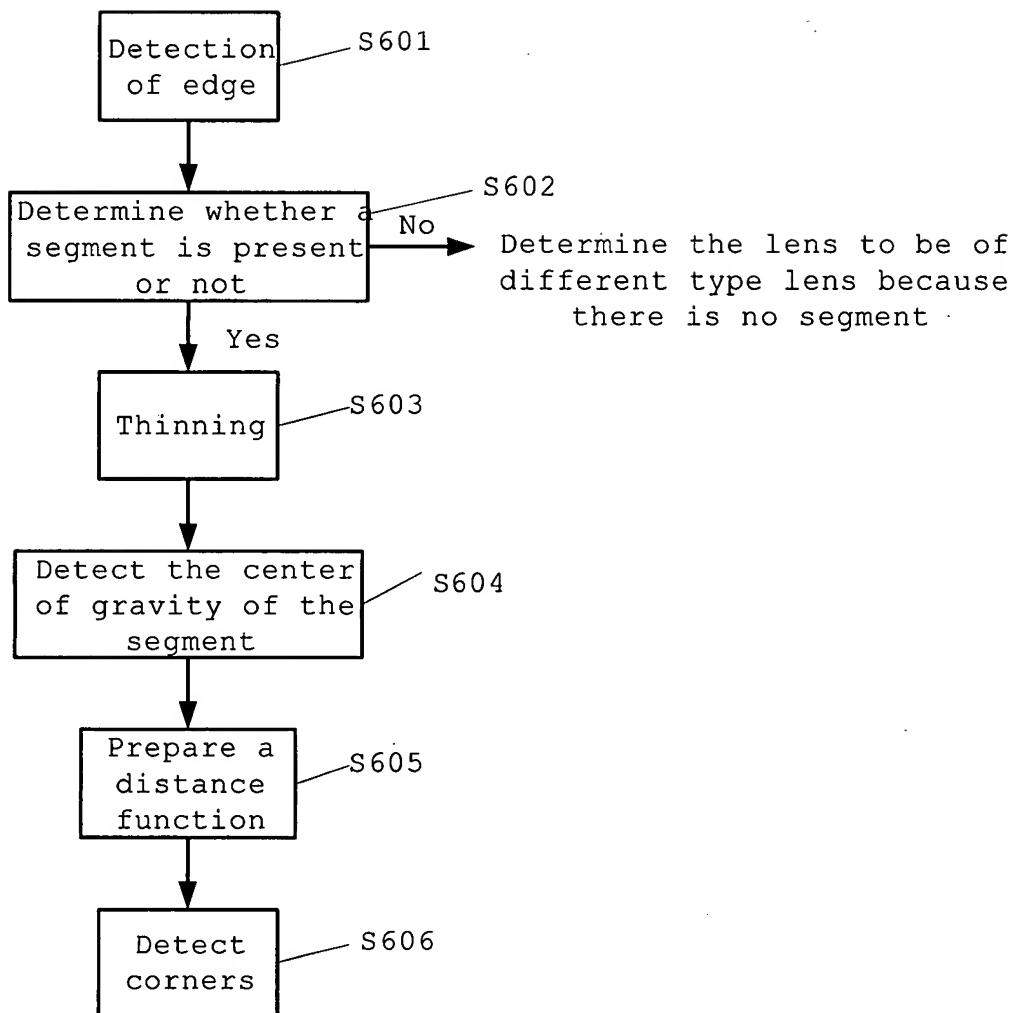 Detection
of edge
S601
S602
Determine whether a
segment is present
or not
No
Determine the lens to be of
different type lens because
there is no segment
Yes
Thinning
S603
Detect the center
of gravity of the
segment
S604
Prepare a
distance
function
S605
Detect
corners
S606